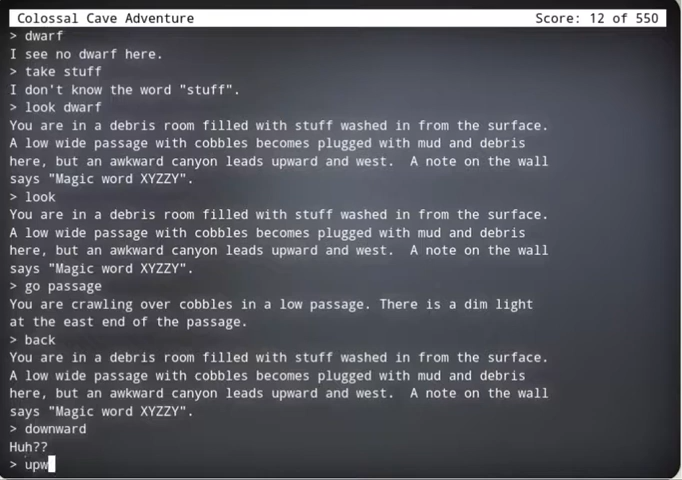 Colossal Cave Adventure Score: 12 of 550
> dwarf
I see no dwarf here.
> take stuff
I don't know the word "stuff".
> look dwarf
You are in a debris room filled with stuff washed in from the surface.
A low wide passage with cobbles becomes plugged with mud and debris
here, but an awkward canyon leads upward and west.  A note on the wall
says "Magic word XYZZY".
> look
You are in a debris room filled with stuff washed in from the surface.
A low wide passage with cobbles becomes plugged with mud and debris
here, but an awkward canyon leads upward and west.  A note on the wall
says "Magic word XYZZY".
> go passage
You are crawling over cobbles in a low passage. There is a dim light
at the east end of the passage.
> back
You are in a debris room filled with stuff washed in from the surface.
A low wide passage with cobbles becomes plugged with mud and debris
here, but an awkward canyon leads upward and west.  A note on the wall
says "Magic word XYZZY".
> downward
Huh??
> upw